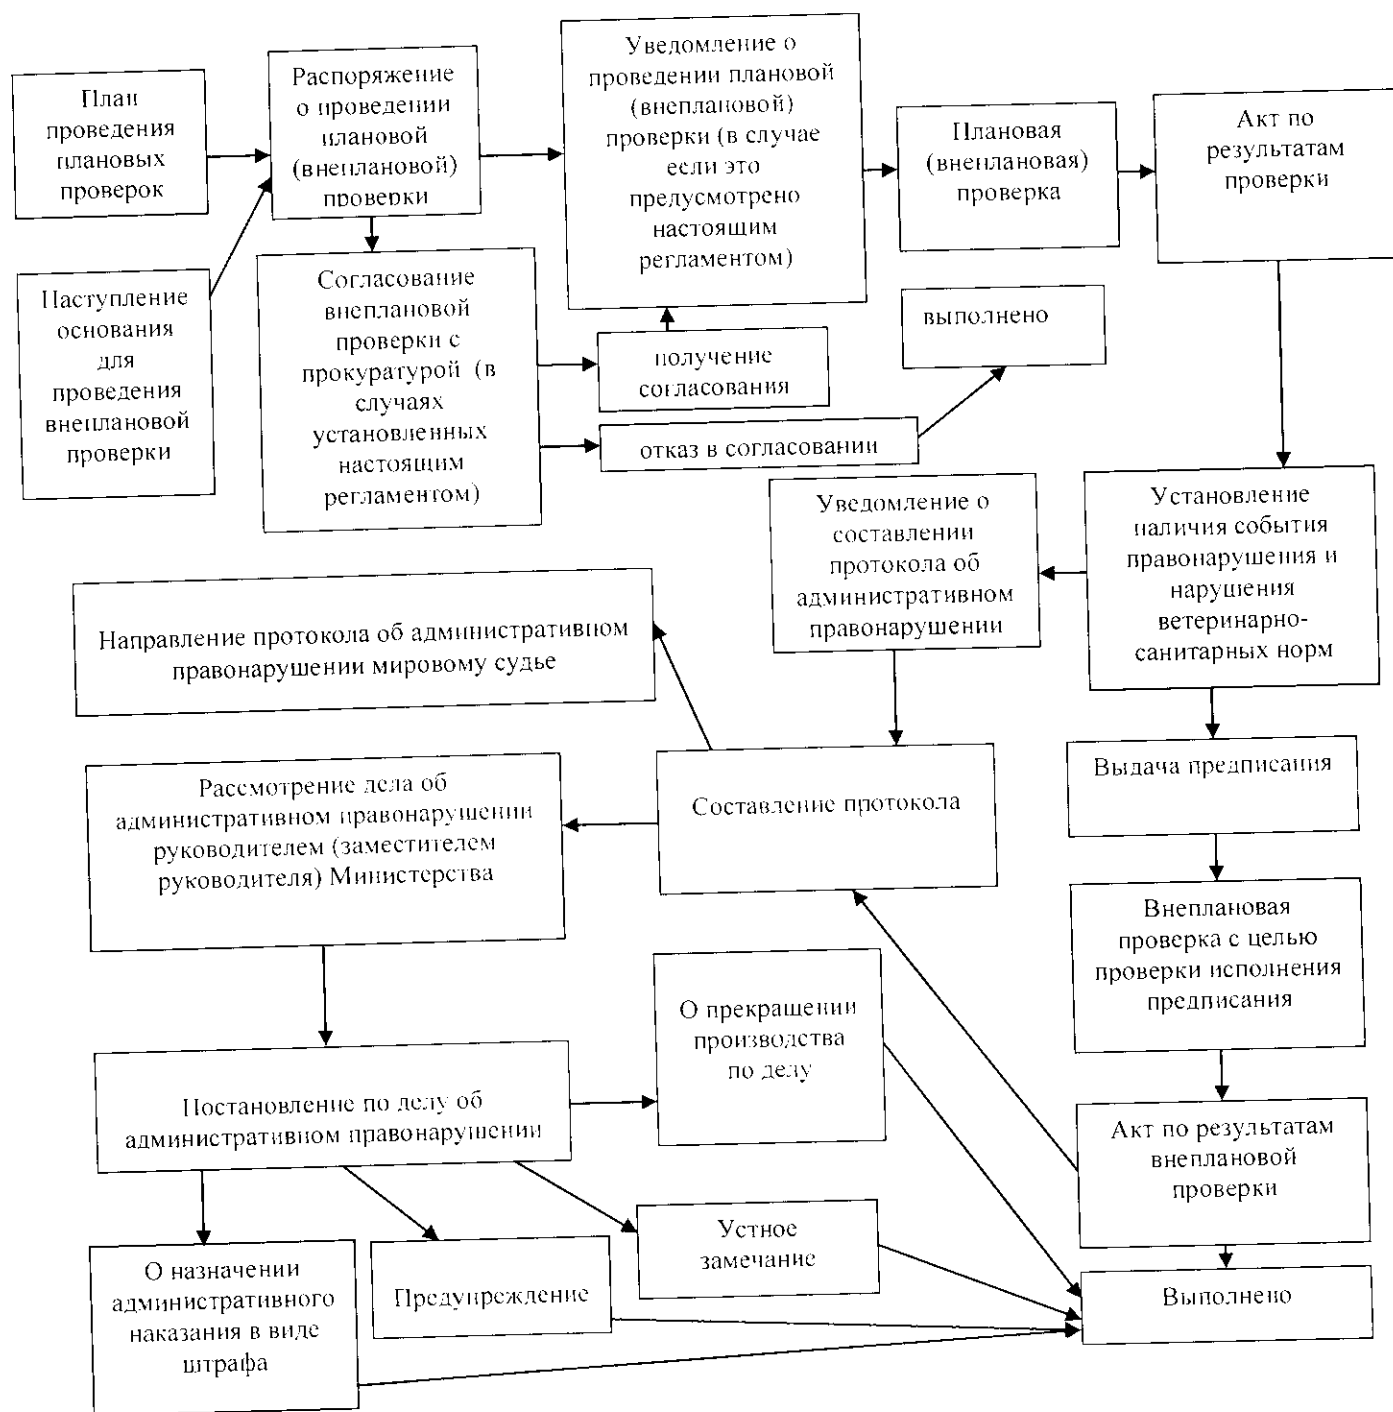 План
проведения
плановых
проверок
Распоряжение
о проведении
плановой
(внеплановой)
проверки
Уведомление о
проведении плановой
(внеплановой)
проверки (в случае
если это
предусмотрено
настоящим
регламентом)
Плановая
(внеплановая)
проверка
Акт по
результатам
проверки
Наступление
основания
для
проведения
внеплановой
проверки
Согласование
внеплановой
проверки с
прокуратурой (в
случаях
установленных
настоящим
регламентом)
получение
согласования
отказ в согласовании
выполнено
Уведомление о
составлении
протокола об
административном
правонарушении
Установление
наличия события
правонарушения и
нарушения
ветеринарно-
санитарных норм
Направление протокола об административном
правонарушении мировому судье
Рассмотрение дела об
административном правонарушении
руководителем (заместителем
руководителя) Министерства
Составление протокола
Выдача предписания
Внеплановая
проверка с целью
проверки исполнения
предписания
О прекращении
производства
по делу
Постановление по делу об
административном правонарушении
Акт по результатам
внеплановой
проверки
О назначении
административного
наказания в виде
штрафа
Предупреждение
Устное
замечание
Выполнено